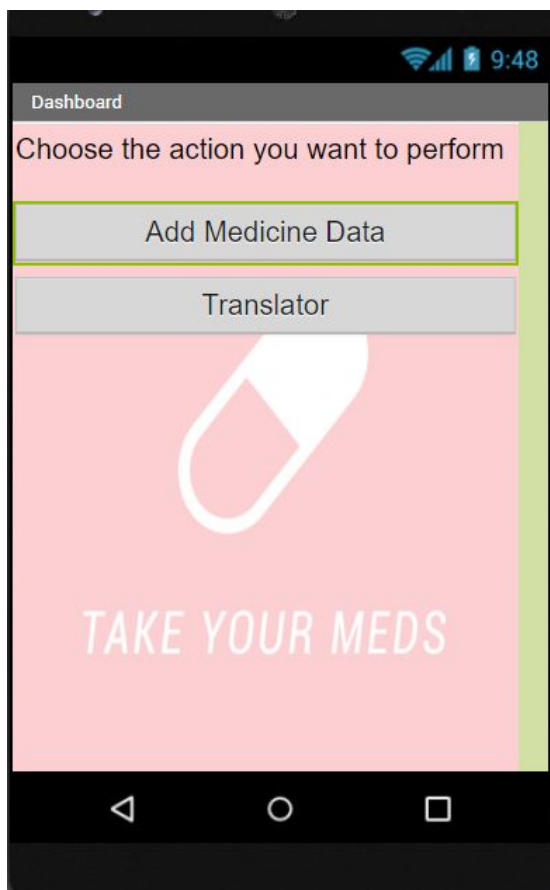 9:48
Dashboard
Choose the action you want to perform
Add Medicine Data
Translator
TAKE YOUR MEDS